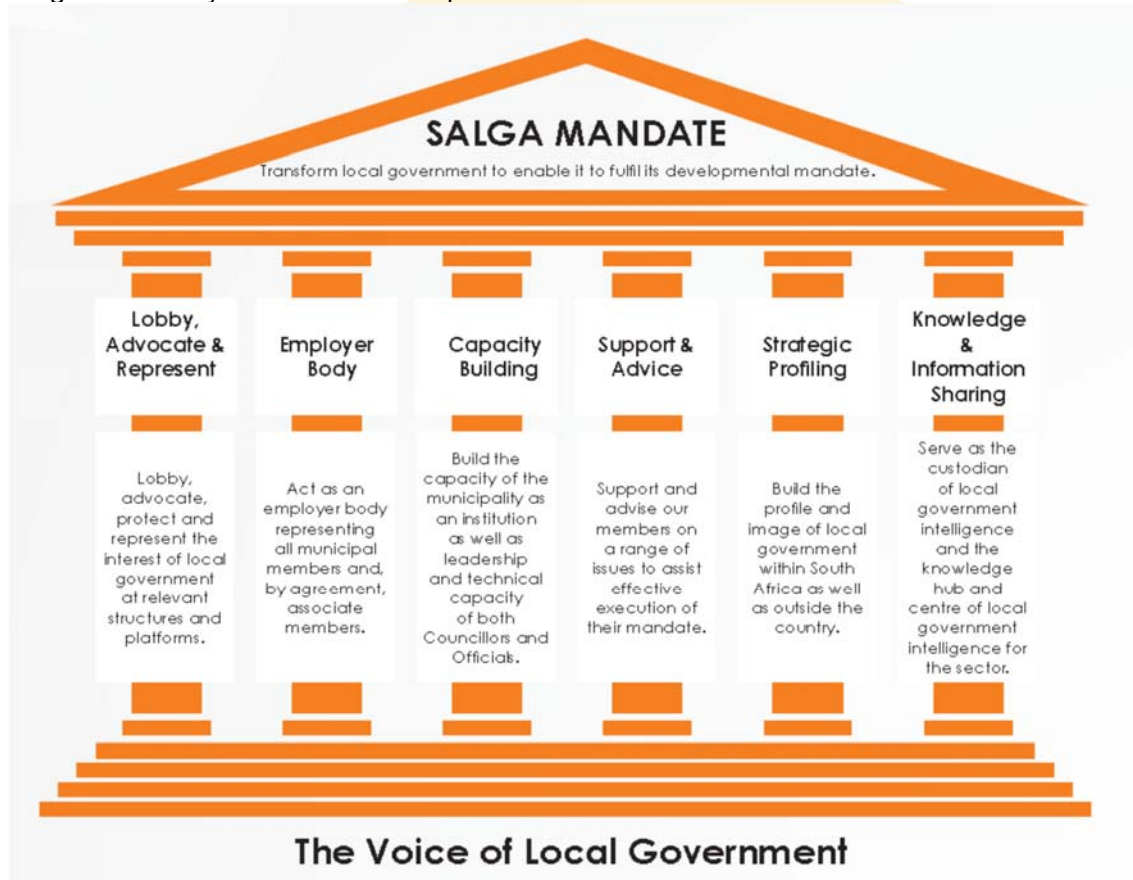 SALGA MANDATE
Transform local government to enable it to fulfil its developmental mandate.
Lobby,
Advocate &
Represent
Employer
Body
Capacity
Building
Support &
Advice
Strategic
Profiling
Knowledge
&
Information
Sharing
Lobby,
advocate,
protect and
represent the
interest of local
government
at relevant
structures and
platforms.
Act as an
employer body
representing
all municipal
members and,
by agreement,
associate
members.
Build the
capacity of the
municipality as
an institution
as well as
leadership
and technical
capacity
of both
Councillors and
Officials.
Support and
advise our
members on
a range of
issues to assist
effective
execution of
their mandate.
Build the
profile and
image of local
government
within South
Africa as well
as outside the
country.
Serve as the
custodian
of local
government
intelligence
and the
knowledge
hub and
centre of local
government
intelligence for
the sector.
The Voice of Local Government